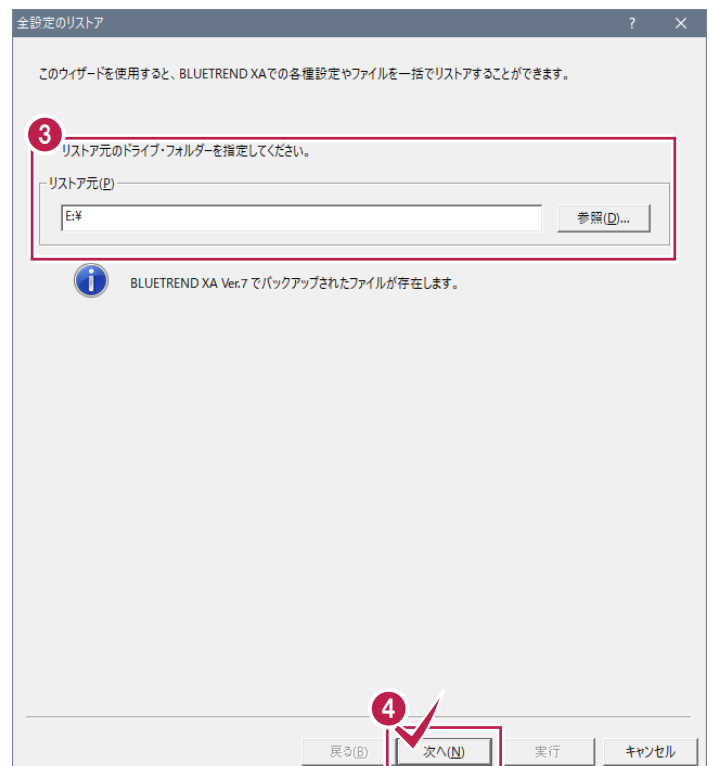 全設定のリストア ? ×
このウィザードを使用すると、BLUETREND XAでの各種設定やファイルを一括でリストアすることができます。
3
リストア元のドライブ・フォルダーを指定してください。
リストア元(P)
E:¥ 参照(D)...
i
BLUETREND XA Ver.7 でバックアップされたファイルが存在します。
4
戻る(B) 次へ(N) 実行 キャンセル